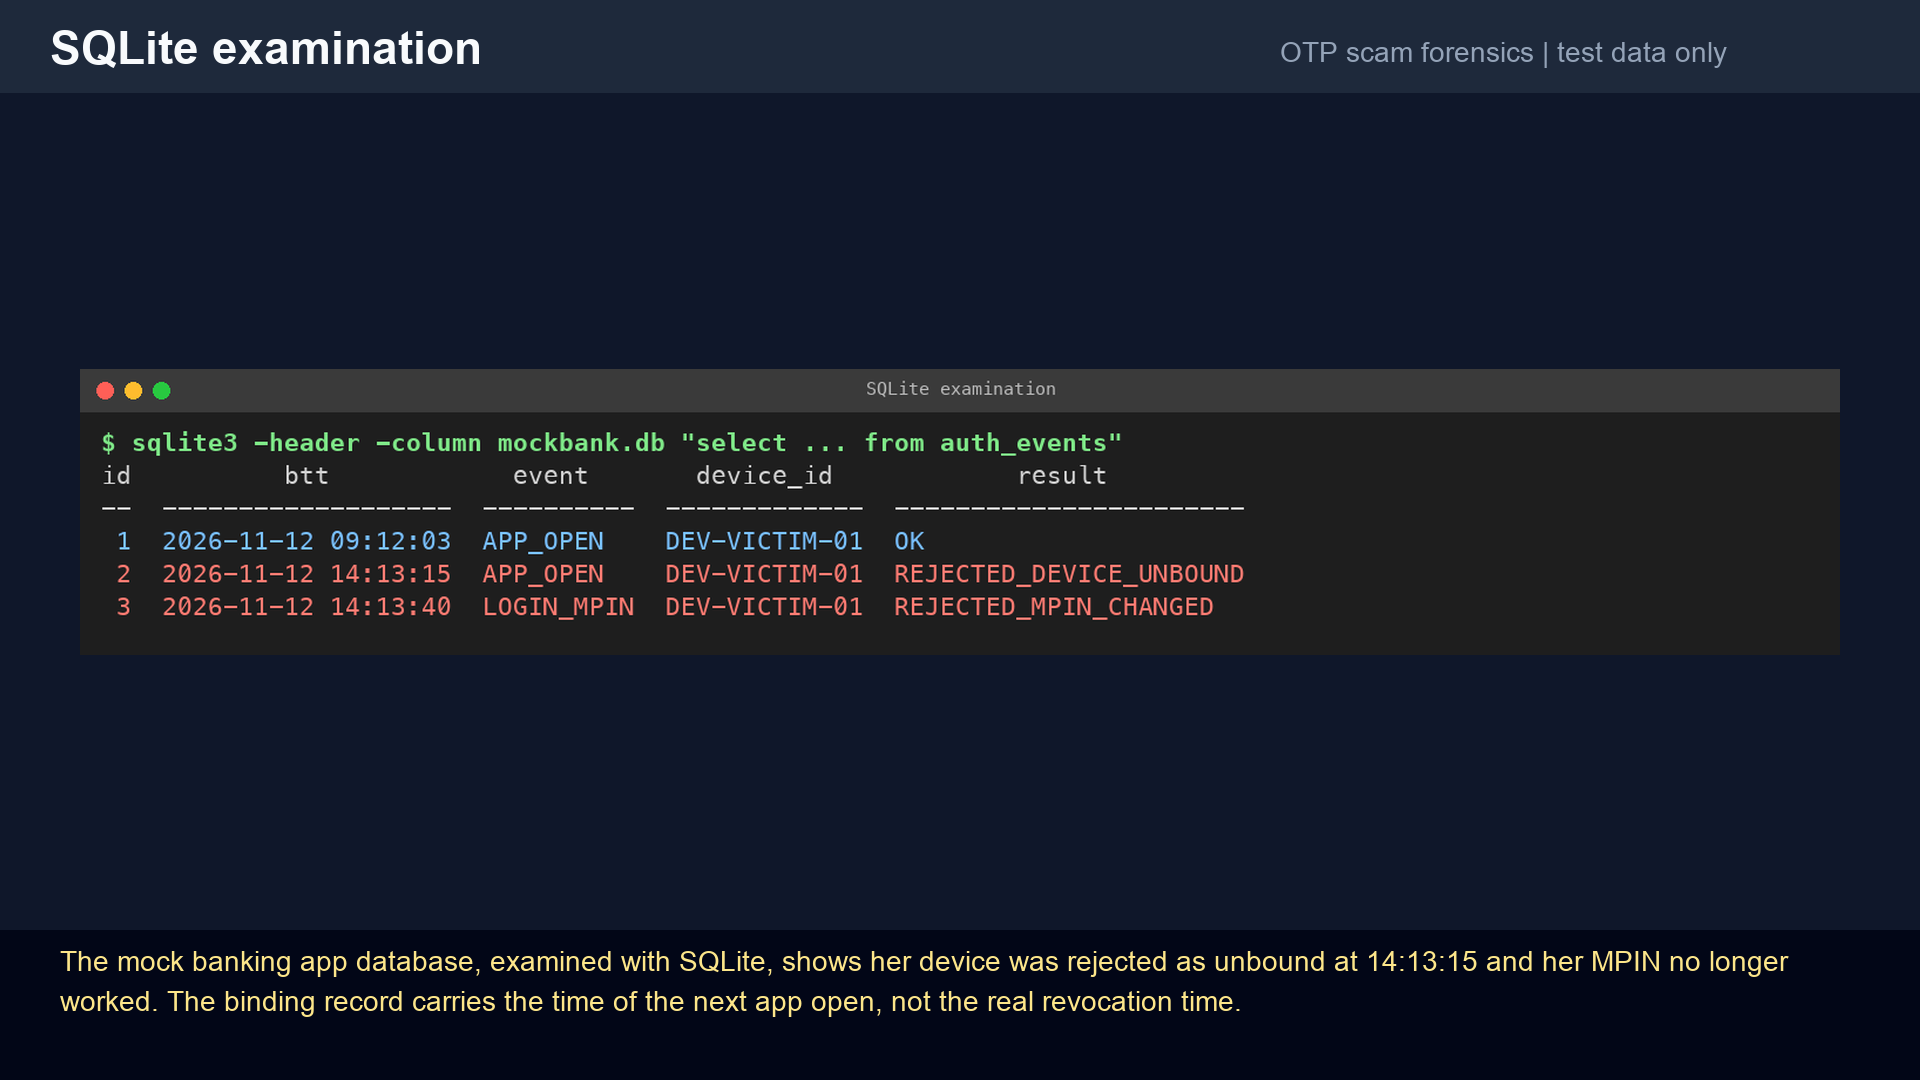 SQLite examination
OTP scam forensics | test data only
SQLite examination
$ sqlite3 -header -column mockbank.db "select ... from auth_events"
id          btt            event       device_id            result
--  -------------------  ----------  -------------  -----------------------
 1  2026-11-12 09:12:03  APP_OPEN    DEV-VICTIM-01  OK
 2  2026-11-12 14:13:15  APP_OPEN    DEV-VICTIM-01  REJECTED_DEVICE_UNBOUND
 3  2026-11-12 14:13:40  LOGIN_MPIN  DEV-VICTIM-01  REJECTED_MPIN_CHANGED
The mock banking app database, examined with SQLite, shows her device was rejected as unbound at 14:13:15 and her MPIN no longer
worked. The binding record carries the time of the next app open, not the real revocation time.